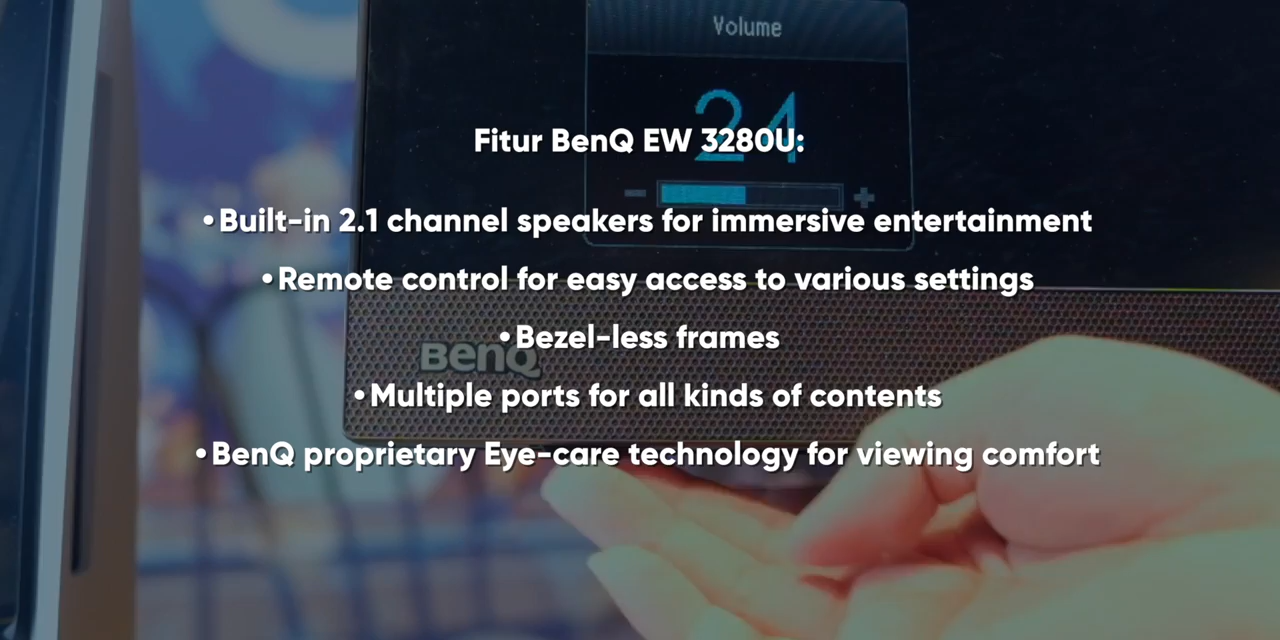 Volume
24
Fitur BenQ EW 3280U:
- +
•Built-in 2.1 channel speakers for immersive entertainment
•Remote control for easy access to various settings
•Bezel-less frames
BenQ
•Multiple ports for all kinds of contents
•BenQ proprietary Eye-care technology for viewing comfort